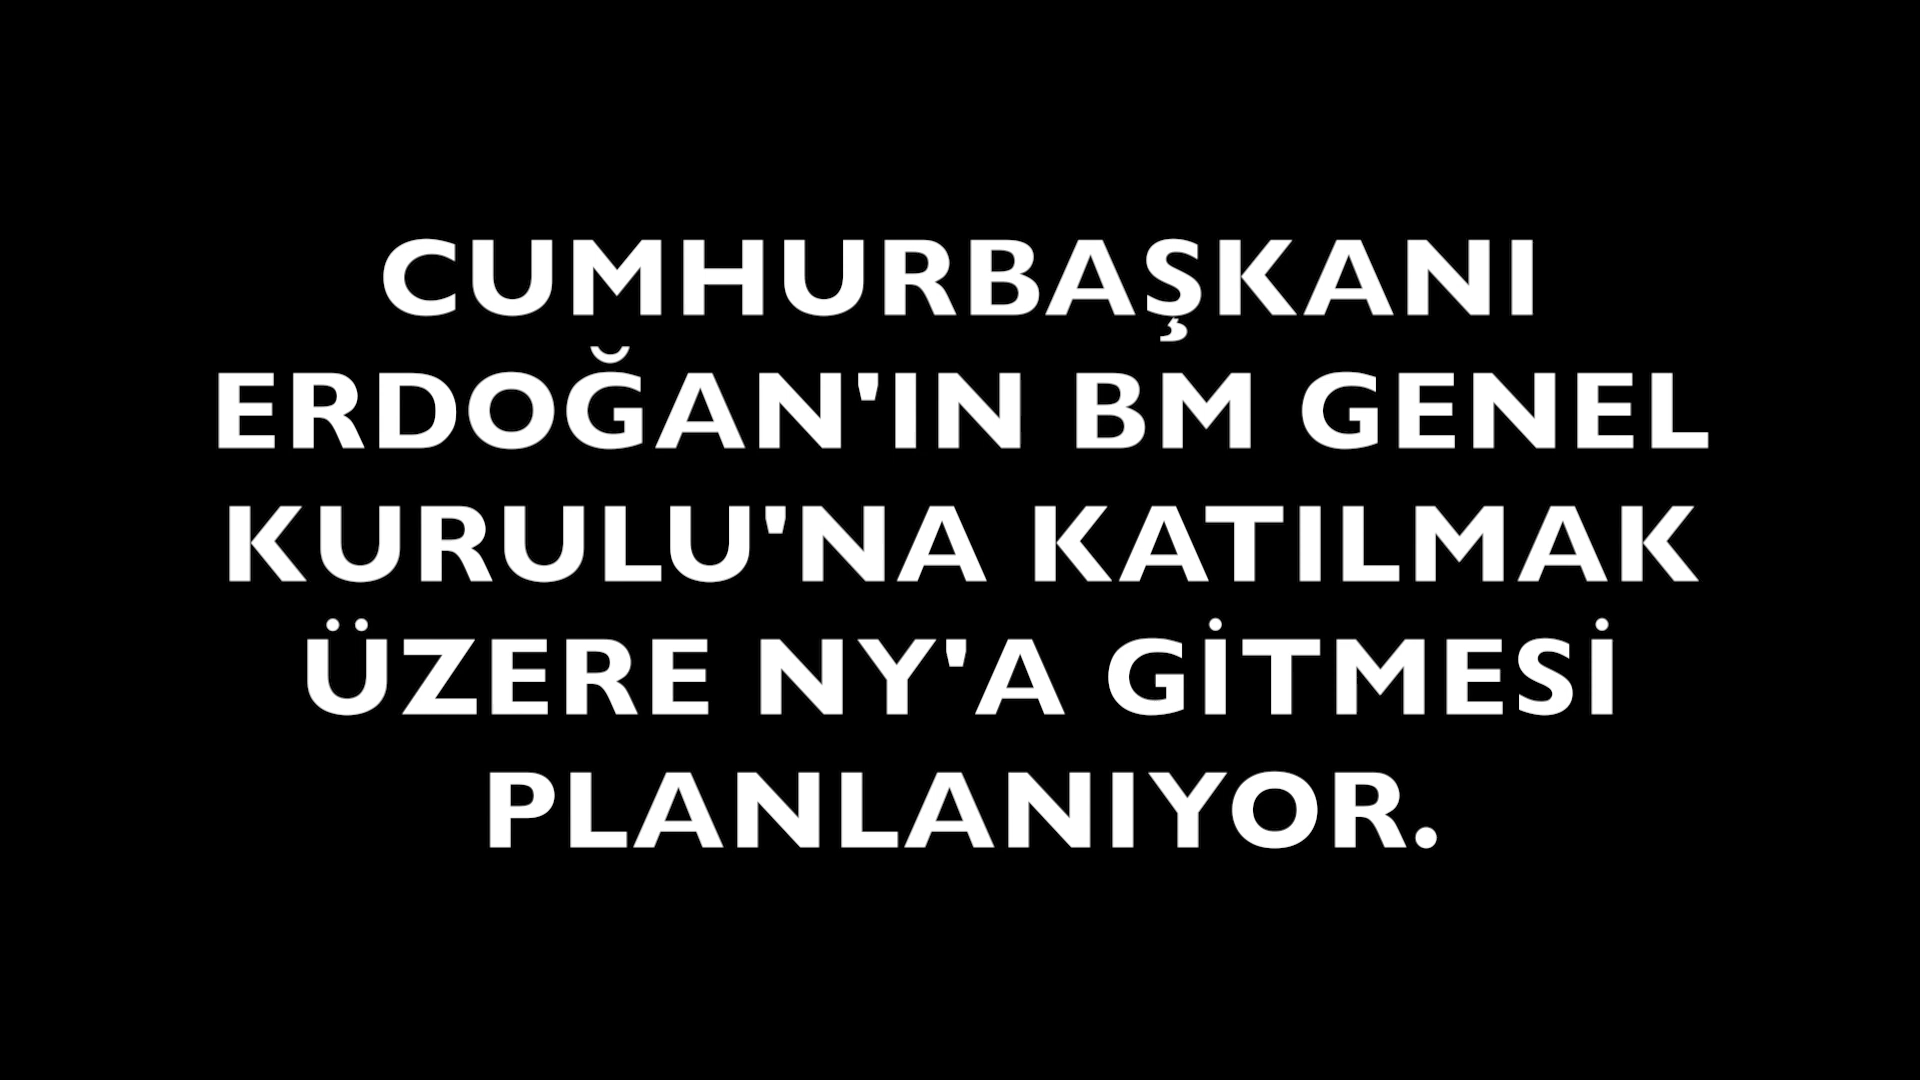 CUMHURBAŞKANI
ERDOĞAN'IN BM GENEL
KURULU'NA KATILMAK
ÜZERE NY'A GİTMESİ
PLANLANIYOR.